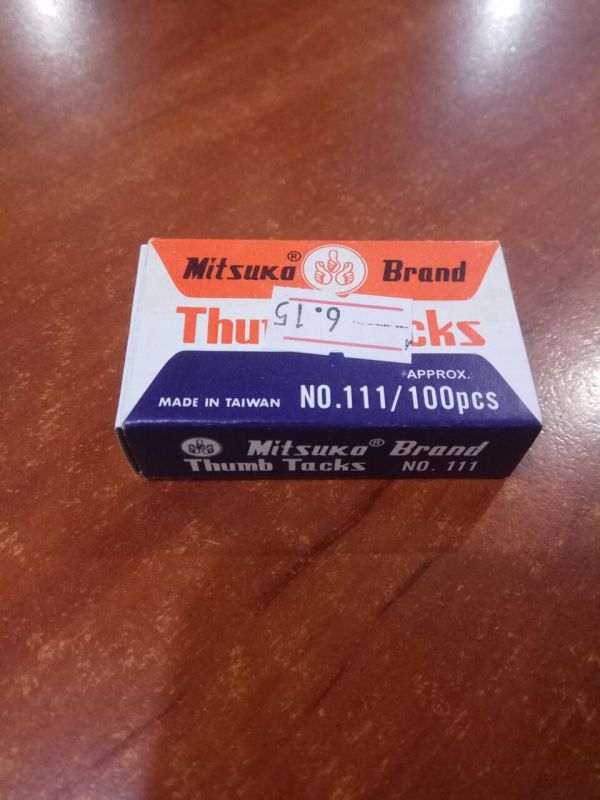 Mitsuka® Brand
Thu cks
6.15
APPROX.
MADE IN TAIWAN NO.111/100pcs
Mitsuka® Brand
Thumb Tacks NO. 111